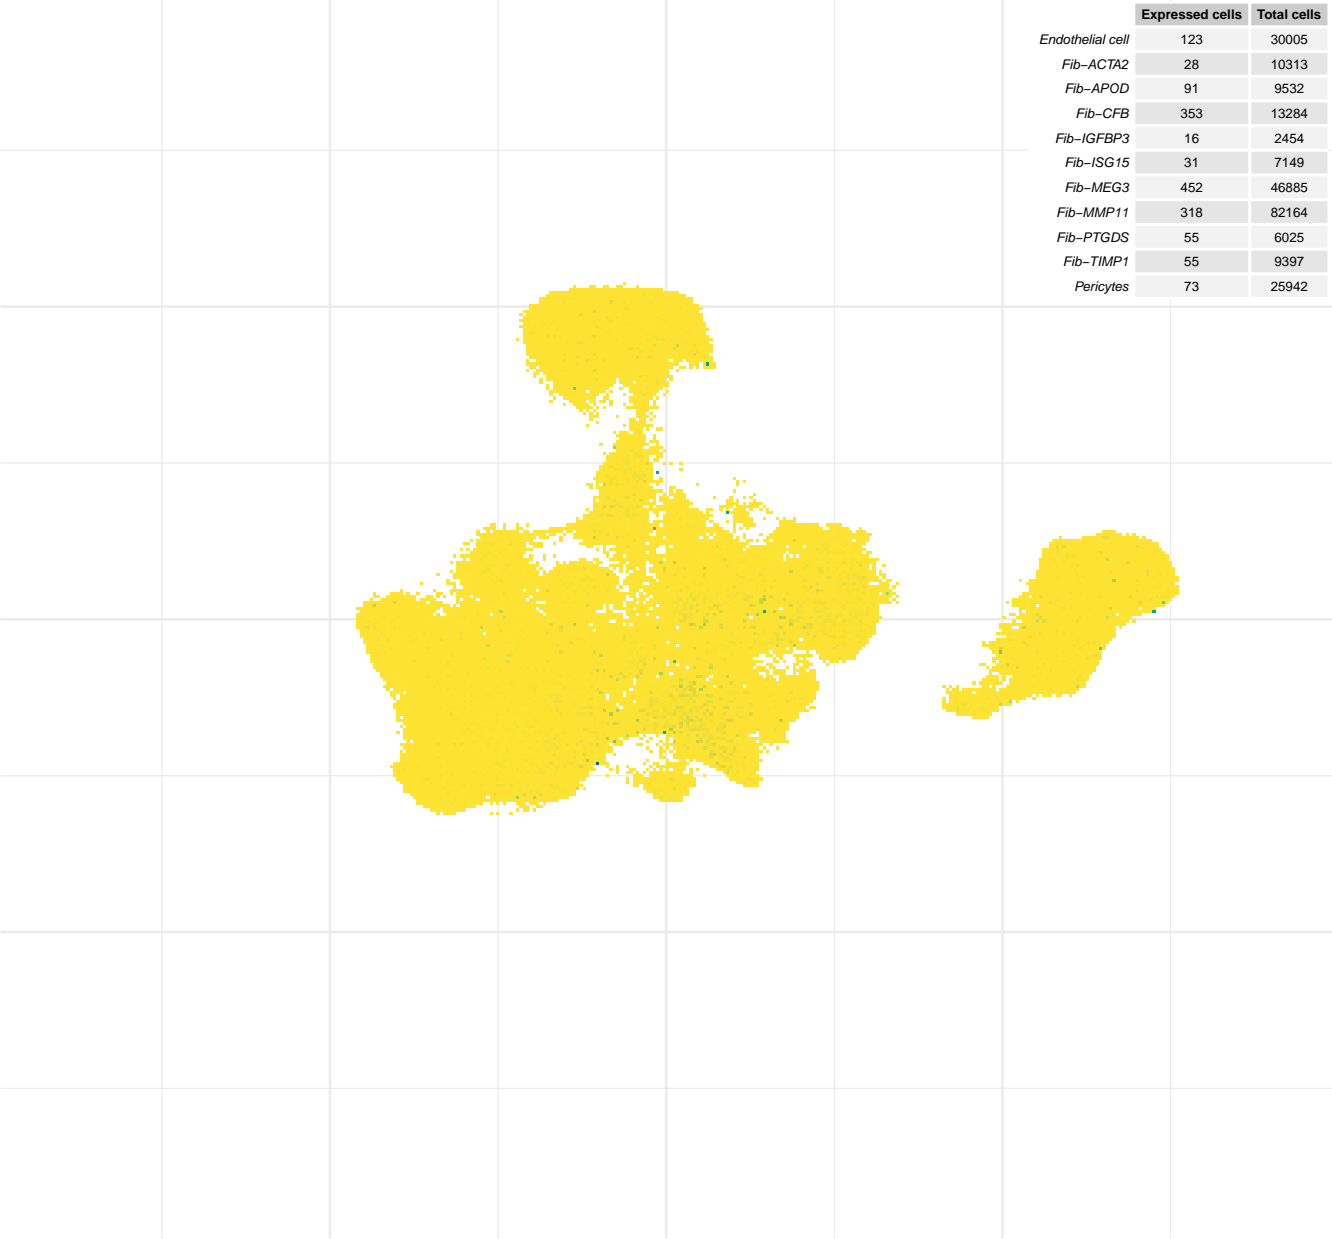 Expressed cells Total cells
Endothelial cell 123 30005
Fib−ACTA2 28 10313
Fib−APOD 91 9532
Fib−CFB 353 13284
Fib−IGFBP3 16 2454
Fib−ISG15 31 7149
Fib−MEG3 452 46885
Fib−MMP11 318 82164
Fib−PTGDS 55 6025
Fib−TIMP1 55 9397
Pericytes 73 25942